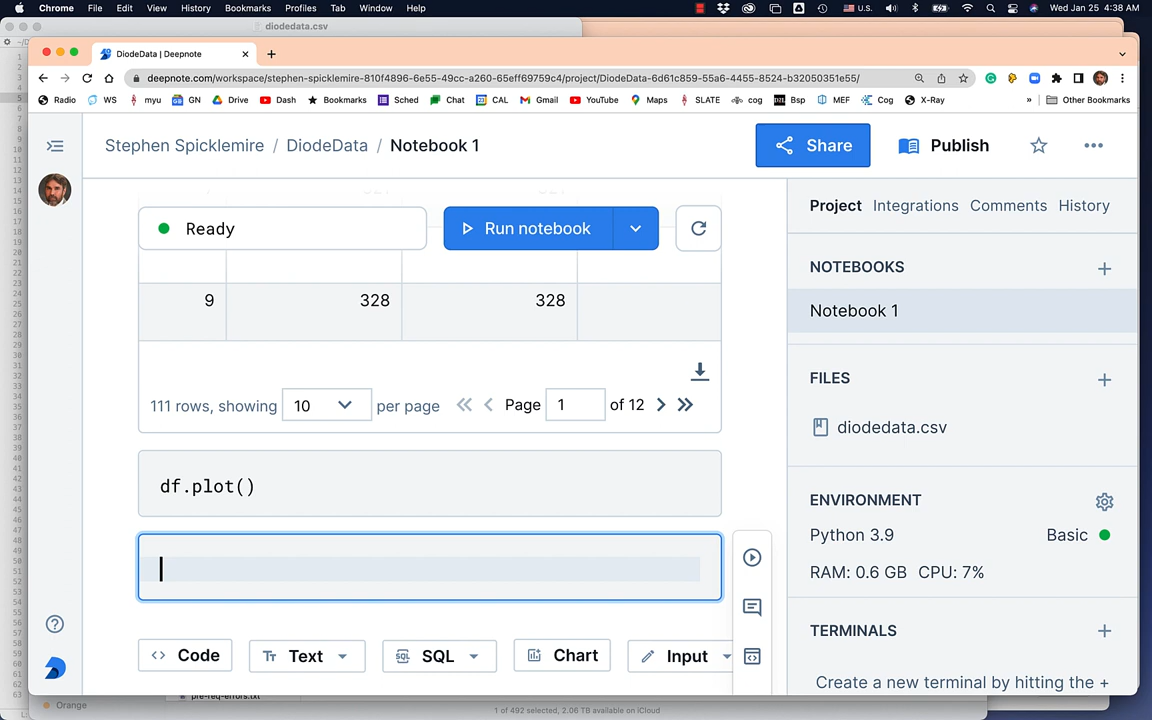 Chrome File Edit View History Bookmarks Profiles Tab Window Help U.S. Wed Jan 25 4:38 AM
diodedata.csv
DiodeData | Deepnote
deepnote.com/workspace/stephen-spicklemire-810f4896-6e55-49cc-a260-65eff69759c4/project/DiodeData-6d61c859-55a6-4455-8524-b32050351e55/
Radio WS myu GN Drive Dash Bookmarks Sched Chat CAL Gmail YouTube Maps SLATE cog Bsp MEF Cog X-Ray » Other Bookmarks
Stephen Spicklemire / DiodeData / Notebook 1 Share Publish
Ready Run notebook
9 328 328
111 rows, showing 10 per page Page 1 of 12
df.plot()
Code Text SQL Chart Input
Project Integrations Comments History
NOTEBOOKS
Notebook 1
FILES
diodedata.csv
ENVIRONMENT
Python 3.9 Basic
RAM: 0.6 GB CPU: 7%
TERMINALS
Create a new terminal by hitting the +
pre-req-errors.txt
Orange
1 of 492 selected, 2.06 TB available on iCloud